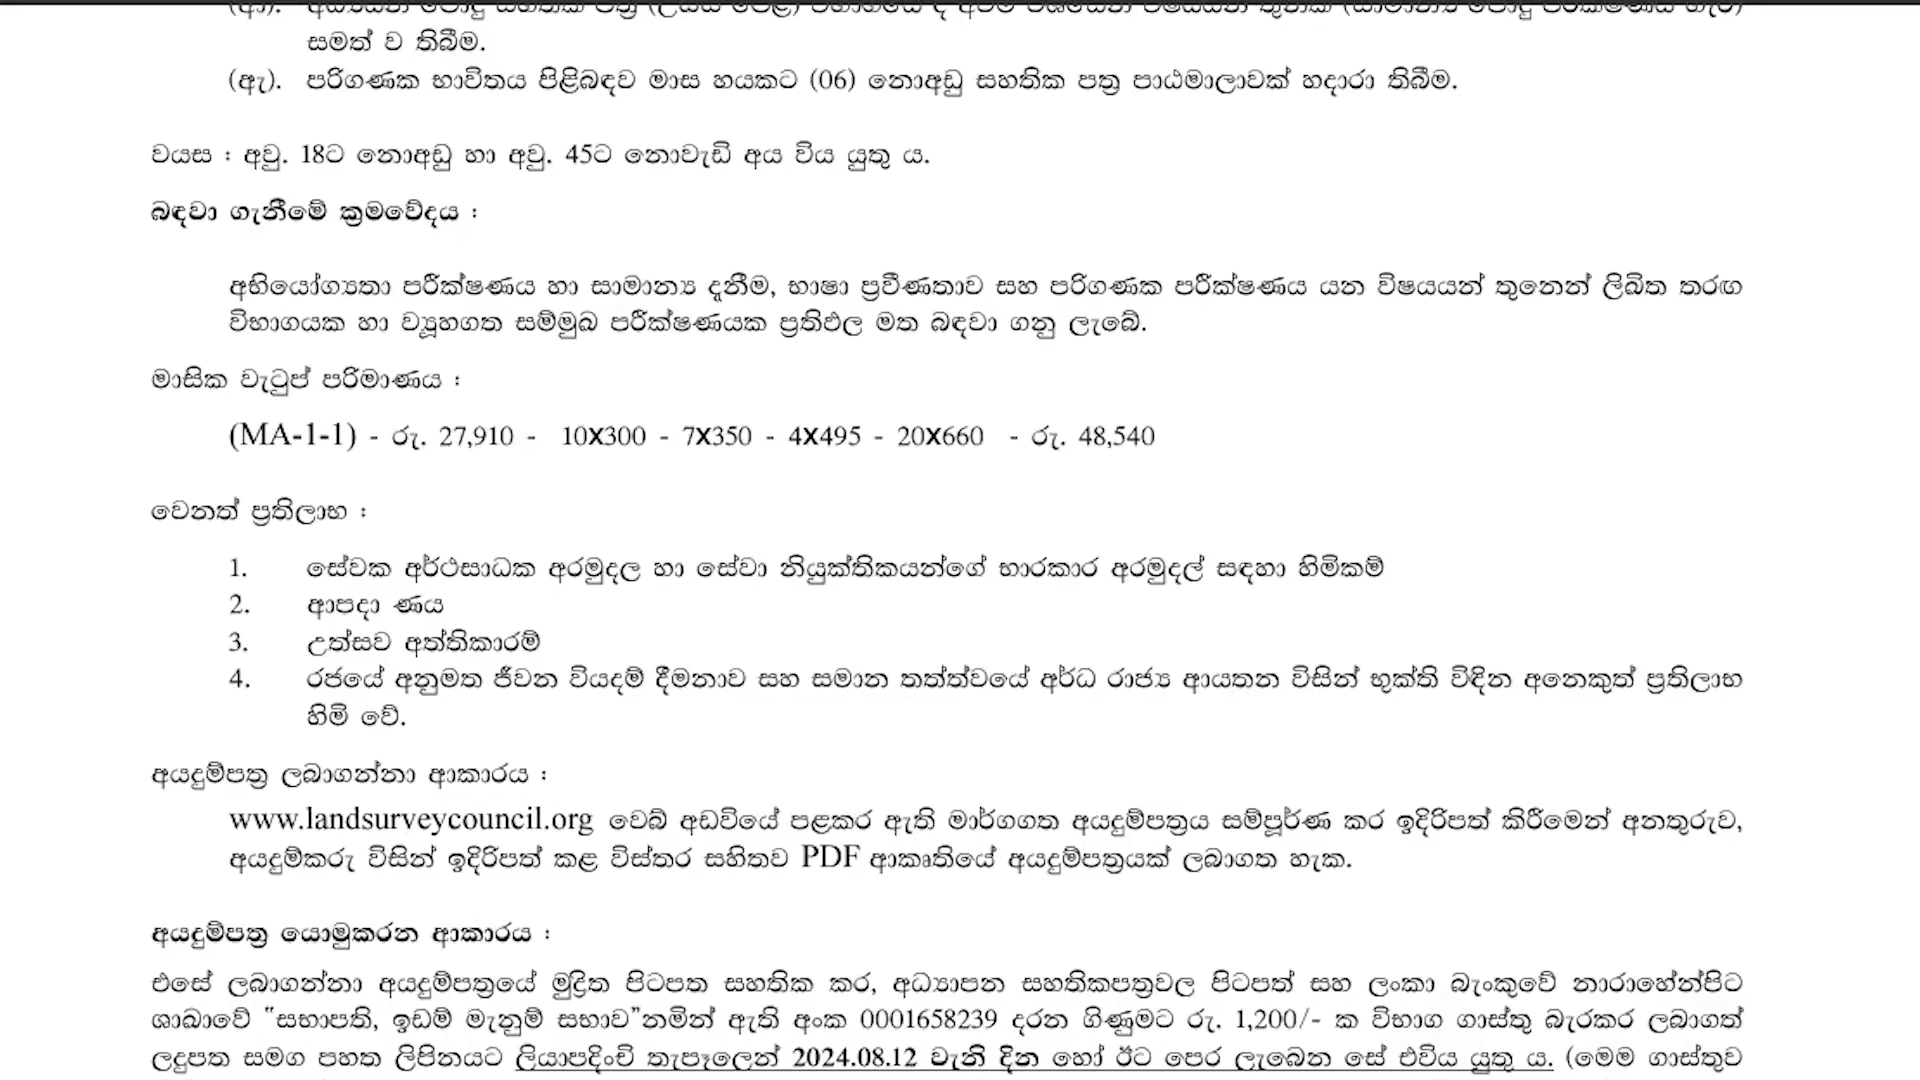 සමත් ව තිබීම.
(ඇ). පරිගණක භාවිතය පිළිබඳව මාස හයකට (06) නොඅඩු සහතික පත්‍ර පාඨමාලාවක් හදාරා තිබීම.
වයස : අවු. 18ට නොඅඩු හා අවු. 45ට නොවැඩි අය විය යුතු ය.
බඳවා ගැනීමේ ක්‍රමවේදය :
අභියෝග්‍යතා පරීක්ෂණය හා සාමාන්‍ය දැනීම, භාෂා ප්‍රවීණතාව සහ පරිගණක පරීක්ෂණය යන විෂයයන් තුනෙන් ලිඛිත තරඟ
විභාගයක හා ව්‍යූහගත සම්මුඛ පරීක්ෂණයක ප්‍රතිඵල මත බඳවා ගනු ලැබේ.
මාසික වැටුප් පරිමාණය :
(MA-1-1) - රු. 27,910 - 10X300 - 7X350 - 4X495 - 20X660 - රු. 48,540
වෙනත් ප්‍රතිලාභ :
1. සේවක අර්ථසාධක අරමුදල හා සේවා නියුක්තිකයන්ගේ භාරකාර අරමුදල් සඳහා හිමිකම්
2. ආපදා ණය
3. උත්සව අත්තිකාරම්
4. රජයේ අනුමත ජීවන වියදම් දීමනාව සහ සමාන තත්ත්වයේ අර්ධ රාජ්‍ය ආයතන විසින් භුක්ති විඳින අනෙකුත් ප්‍රතිලාභ
හිමි වේ.
අයදුම්පත්‍ර ලබාගන්නා ආකාරය :
www.landsurveycouncil.org වෙබ් අඩවියේ පළකර ඇති මාර්ගගත අයදුම්පත්‍රය සම්පූර්ණ කර ඉදිරිපත් කිරීමෙන් අනතුරුව,
අයදුම්කරු විසින් ඉදිරිපත් කළ විස්තර සහිතව PDF ආකෘතියේ අයදුම්පත්‍රයක් ලබාගත හැක.
අයදුම්පත්‍ර යොමුකරන ආකාරය :
එසේ ලබාගන්නා අයදුම්පත්‍රයේ මුද්‍රිත පිටපත සහතික කර, අධ්‍යාපන සහතිකපත්‍රවල පිටපත් සහ ලංකා බැංකුවේ නාරාහේන්පිට
ශාඛාවේ "සභාපති, ඉඩම් මැනුම් සභාව"නමින් ඇති අංක 0001658239 දරන ගිණුමට රු. 1,200/- ක විභාග ගාස්තු බැරකර ලබාගත්
ලදුපත සමග පහත ලිපිනයට ලියාපදිංචි තැපෑලෙන් 2024.08.12 වැනි දින හෝ ඊට පෙර ලැබෙන සේ එවිය යුතු ය. (මෙම ගාස්තුව